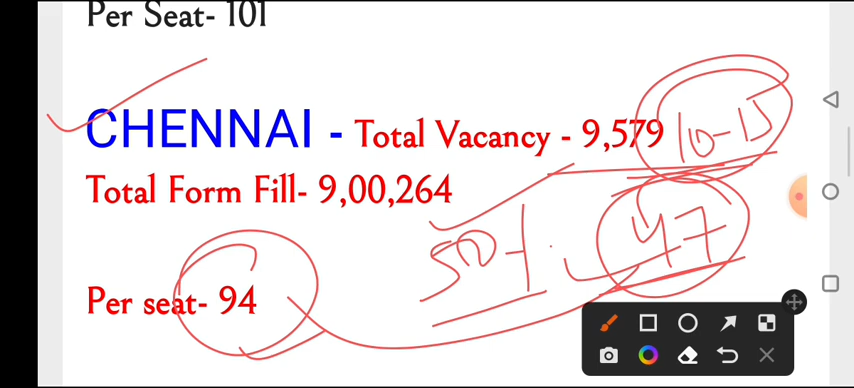 Per Seat- 101
CHENNAI - Total Vacancy - 9,579 10-15
Total Form Fill- 9,00,264
50% 47
Per seat- 94